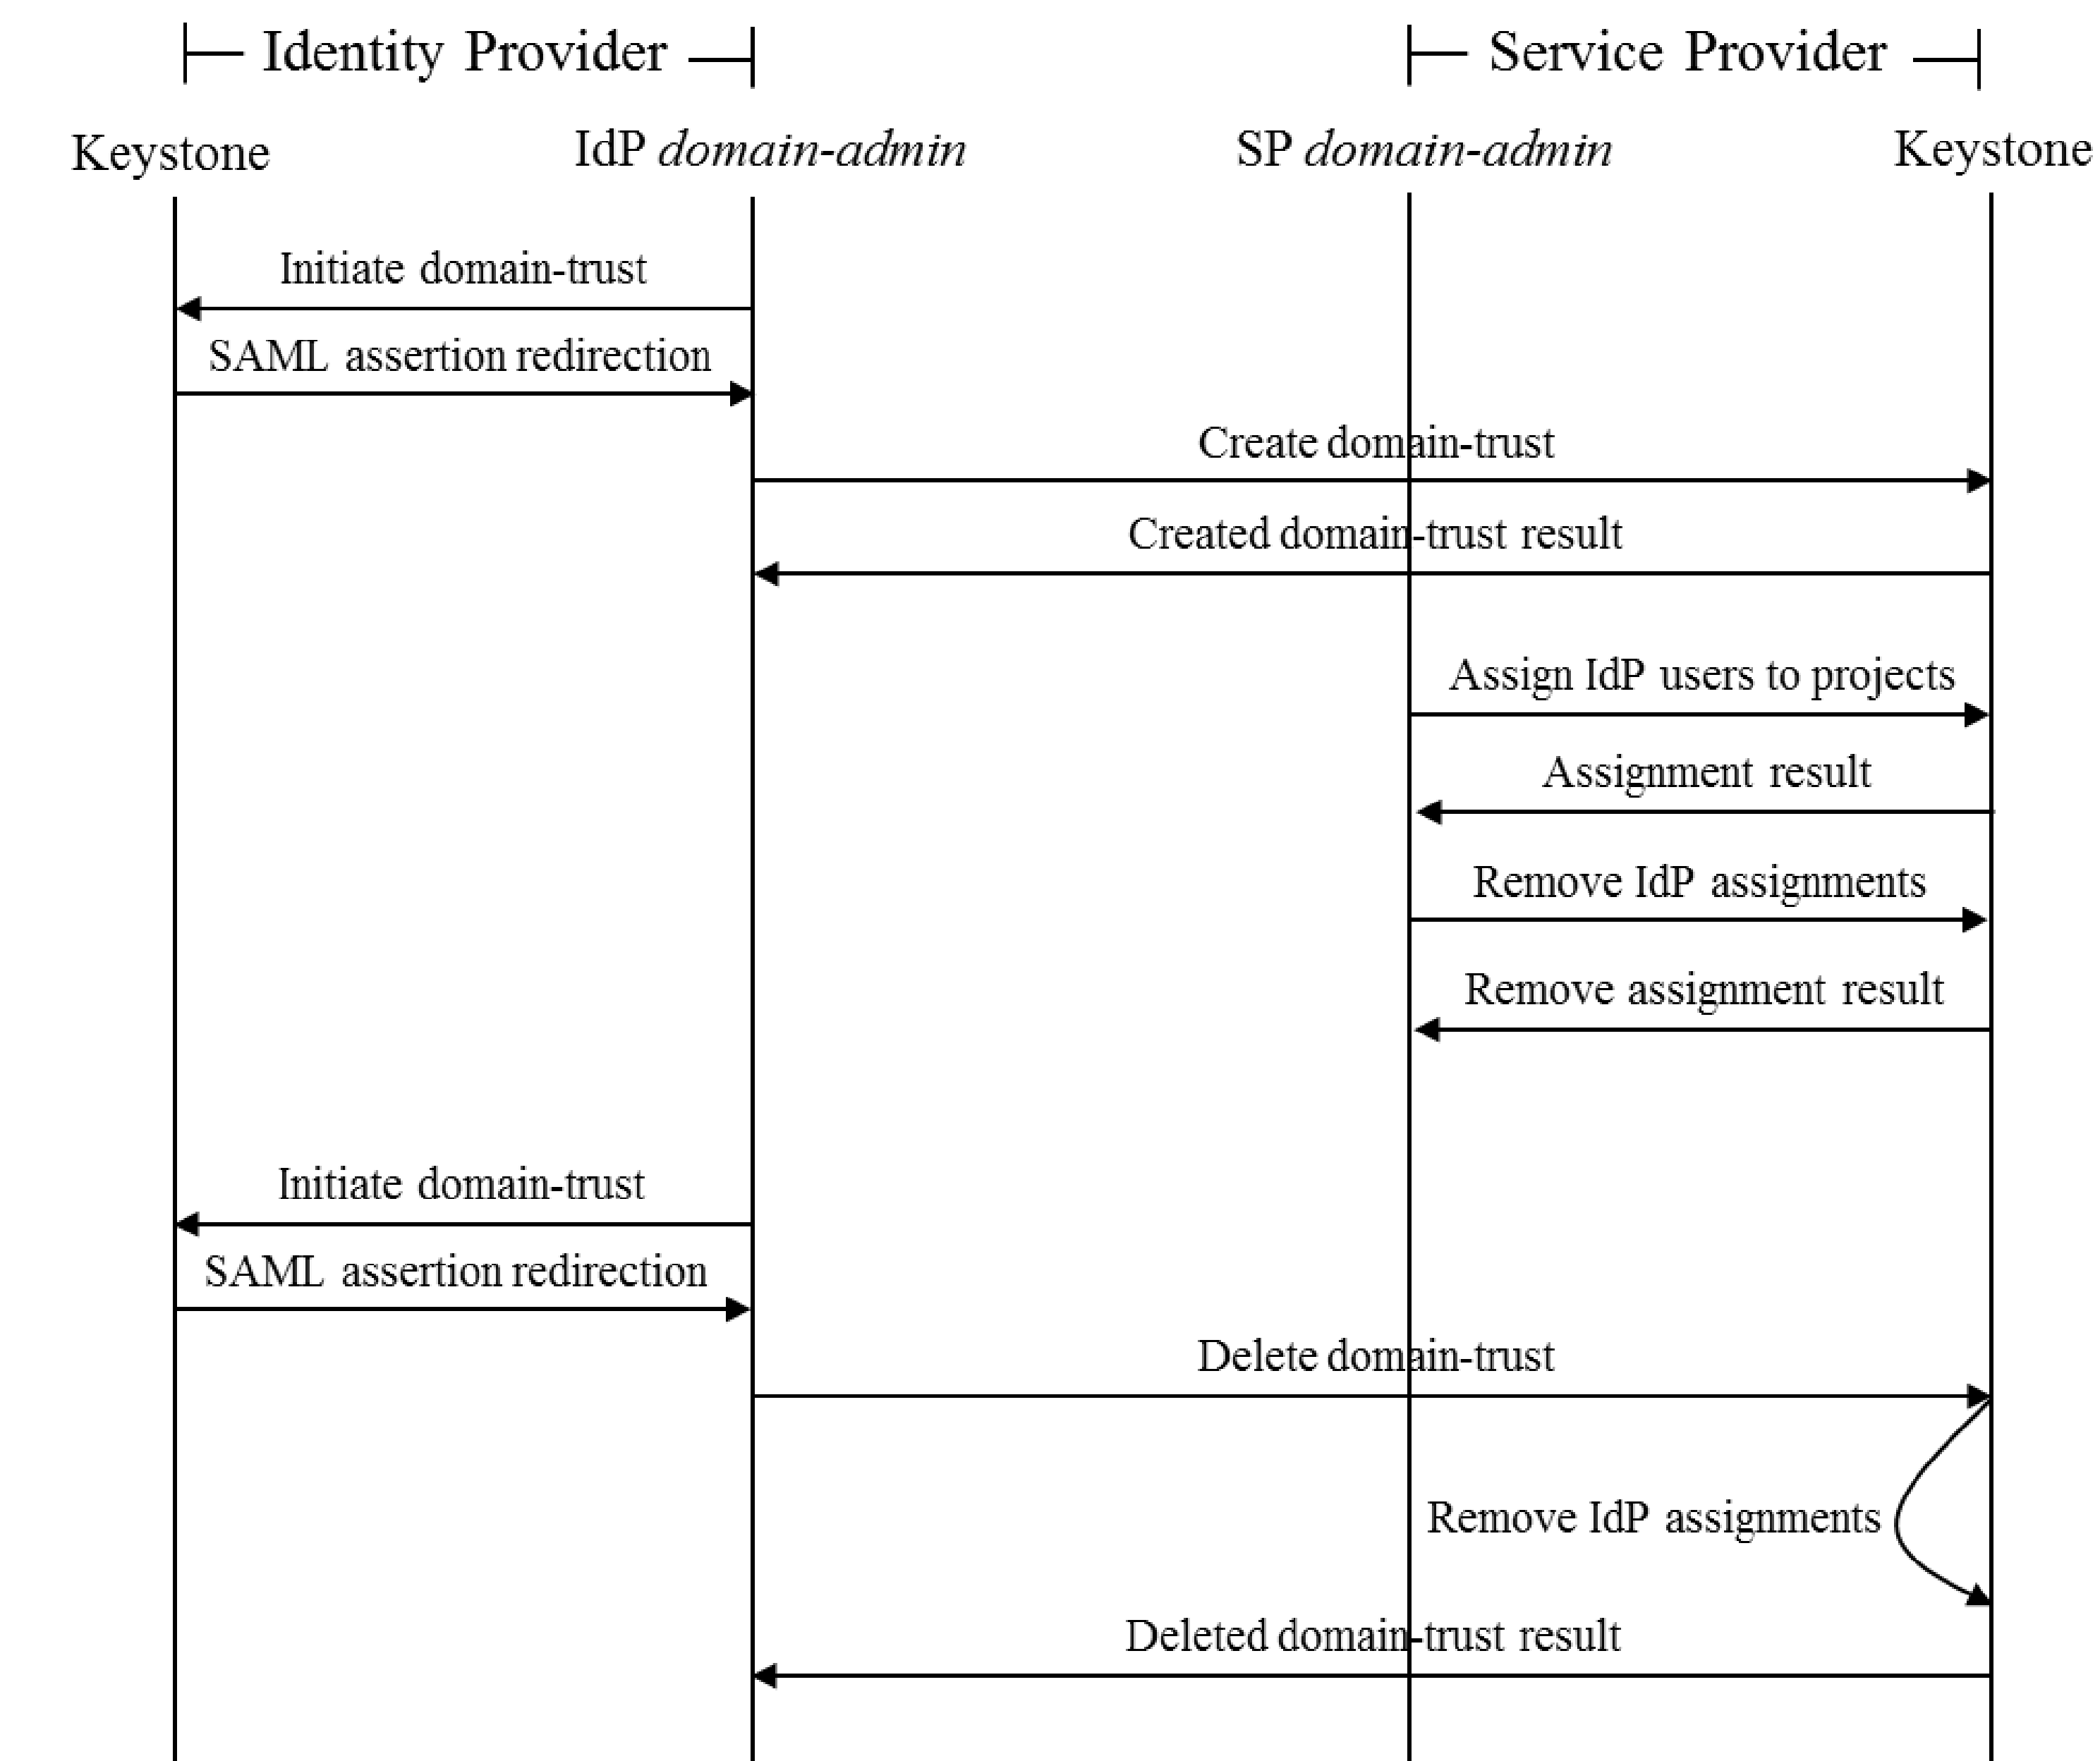 Identity Provider
Service Provider
Keystone
IdP domain-admin
SP domain-admin
Keystone
Initiate domain-trust
SAML assertion redirection
Create domain-trust
Created domain-trust result
Assign IdP users to projects
Assignment result
Remove IdP assignments
Remove assignment result
Initiate domain-trust
SAML assertion redirection
Delete domain-trust
Remove IdP assignments
Deleted domain-trust result